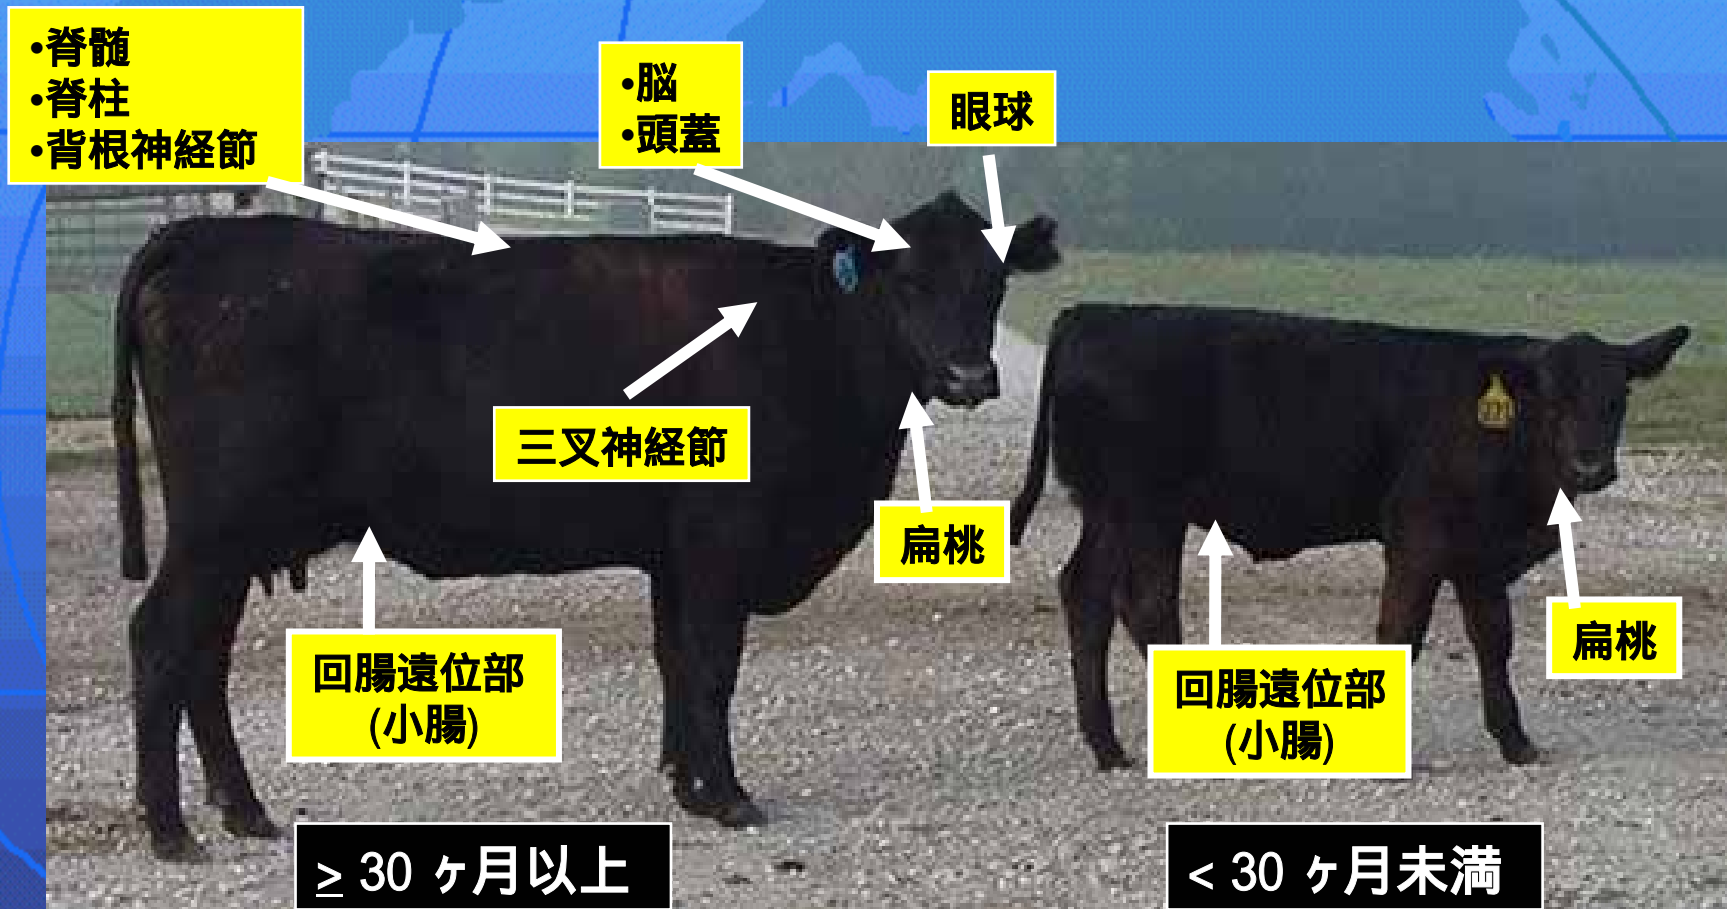 •脊髄
•脊柱
•背根神経節
•脳
•頭蓋
眼球
三叉神経節
扁桃
扁桃
回腸遠位部
(小腸)
回腸遠位部
(小腸)
≥ 30 ヶ月以上
< 30 ヶ月未満